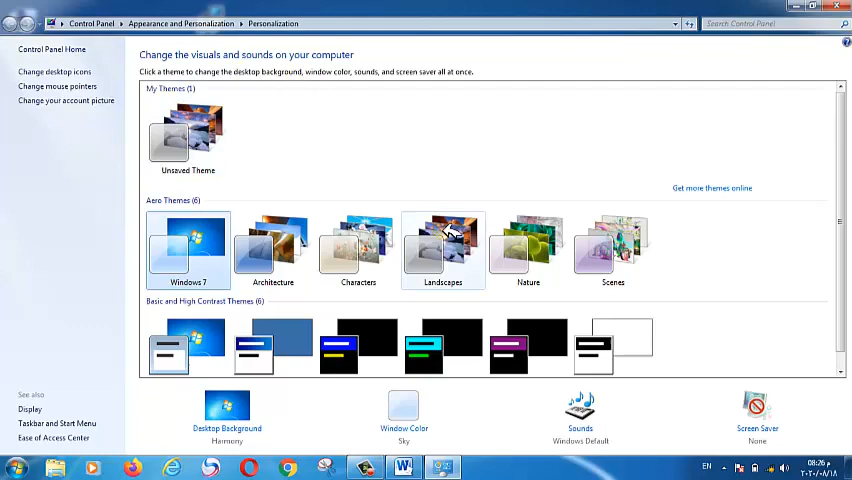 Control Panel ▸ Appearance and Personalization ▸ Personalization
Search Control Panel
Control Panel Home
Change desktop icons
Change mouse pointers
Change your account picture
Change the visuals and sounds on your computer
Click a theme to change the desktop background, window color, sounds, and screen saver all at once.
My Themes (1)
Unsaved Theme
Get more themes online
Aero Themes (6)
Windows 7
Architecture
Characters
Landscapes
Nature
Scenes
Basic and High Contrast Themes (6)
See also
Display
Taskbar and Start Menu
Ease of Access Center
Desktop Background
Harmony
Window Color
Sky
Sounds
Windows Default
Screen Saver
None
EN
08:26 م
٢٠٢٠/٠٨/١٨